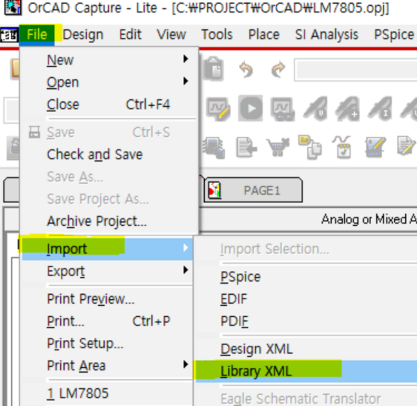 OrCAD Capture - Lite - [C:₩PROJECT₩OrCAD₩LM7805.opj]
File Design Edit View Tools Place SI Analysis PSpice
New
Open
Close Ctrl+F4
Save Ctrl+S
Check and Save
Save As...
Save Project As...
PAGE1
Archive Project...
Analog or Mixed A
Import
Import Selection...
Export
PSpice
EDIF
Print Preview...
Print... Ctrl+P
PDIF
Print Setup...
Design XML
Print Area
Library XML
1 LM7805
Eagle Schematic Translator